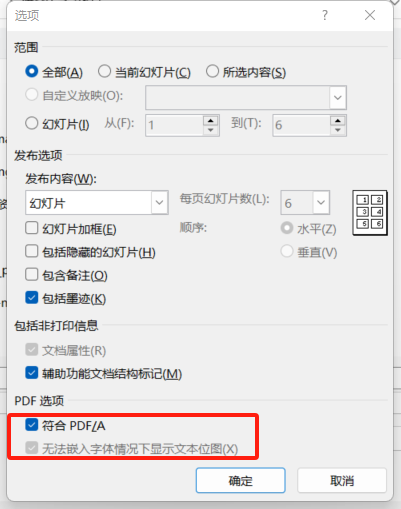 选项
?
范围
全部(A) 当前幻灯片(C) 所选内容(S)
自定义放映(O):
幻灯片(I) 从(F): 1 到(T): 6
发布选项
发布内容(W):
幻灯片 每页幻灯片数(L): 6
幻灯片加框(E) 顺序: 水平(Z)
包括隐藏的幻灯片(H) 垂直(V)
包含备注(O)
包括墨迹(K)
1 2
3 4
5 6
包括非打印信息
文档属性(R)
辅助功能文档结构标记(M)
PDF 选项
符合 PDF/A
无法嵌入字体情况下显示文本位图(X)
确定 取消